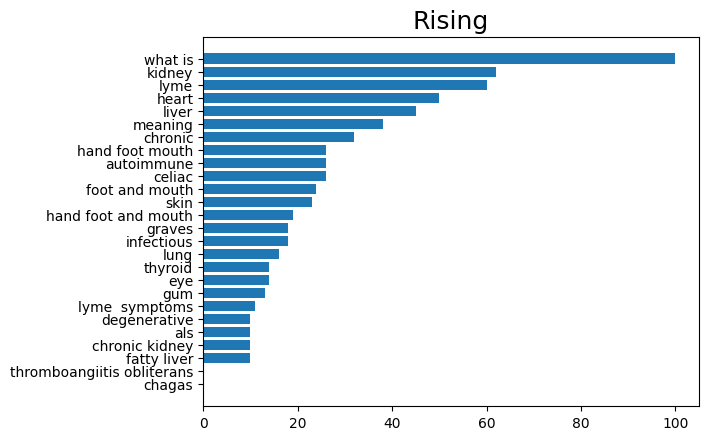 Rising
what is
kidney
lyme
heart
liver
meaning
chronic
hand foot mouth
autoimmune
celiac
foot and mouth
skin
hand foot and mouth
graves
infectious
lung
thyroid
eye
gum
lyme  symptoms
degenerative
als
chronic kidney
fatty liver
thromboangiitis obliterans
chagas
0 20 40 60 80 100